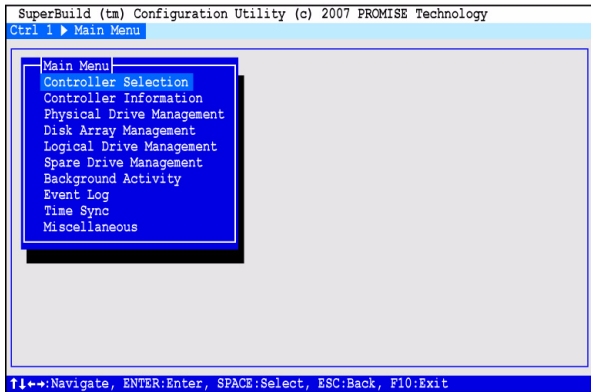 SuperBuild (tm) Configuration Utility (c) 2007 PROMISE Technology
Ctrl 1 ▶ Main Menu
Main Menu
Controller Selection
Controller Information
Physical Drive Management
Disk Array Management
Logical Drive Management
Spare Drive Management
Background Activity
Event Log
Time Sync
Miscellaneous
↑↓←→:Navigate, ENTER:Enter, SPACE:Select, ESC:Back, F10:Exit